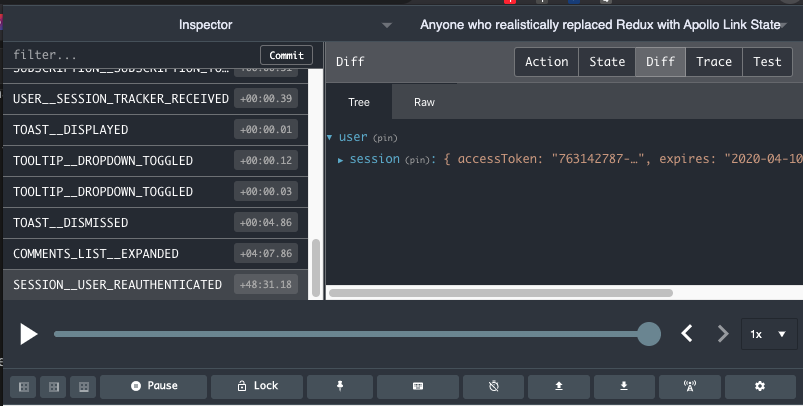 Inspector
Anyone who realistically replaced Redux with Apollo Link State
filter...
Commit
Diff
Action
State
Diff
Trace
Test
Tree
Raw
USER__SESSION_TRACKER_RECEIVED +00:00.39
TOAST__DISPLAYED +00:00.01
TOOLTIP__DROPDOWN_TOGGLED +00:00.12
TOOLTIP__DROPDOWN_TOGGLED +00:00.03
TOAST__DISMISSED +00:04.86
COMMENTS_LIST__EXPANDED +04:07.86
SESSION__USER_REAUTHENTICATED +48:31.18
user (pin)
session (pin): { accessToken: "763142787-…", expires: "2020-04-10
1x
Pause
Lock